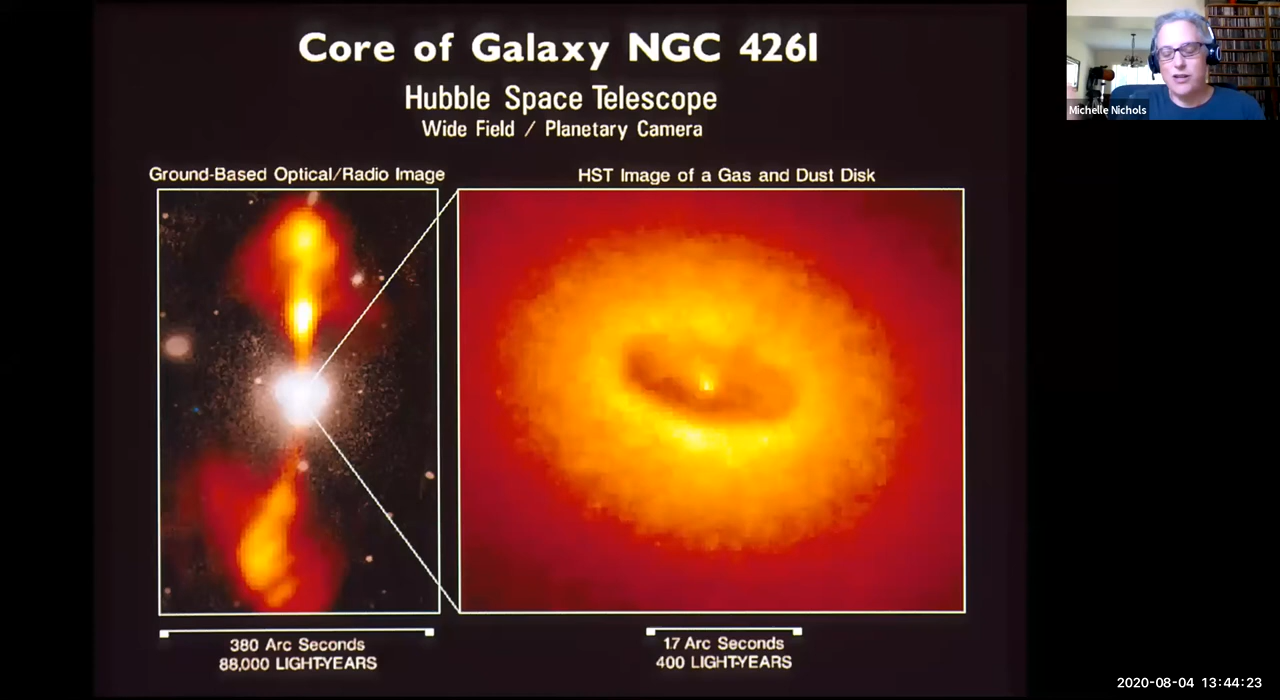 Core of Galaxy NGC 4261
Hubble Space Telescope
Wide Field / Planetary Camera
Ground-Based Optical/Radio Image
HST Image of a Gas and Dust Disk
380 Arc Seconds
88,000 LIGHT-YEARS
17 Arc Seconds
400 LIGHT-YEARS
Michelle Nichols
2020-08-04 13:44:23